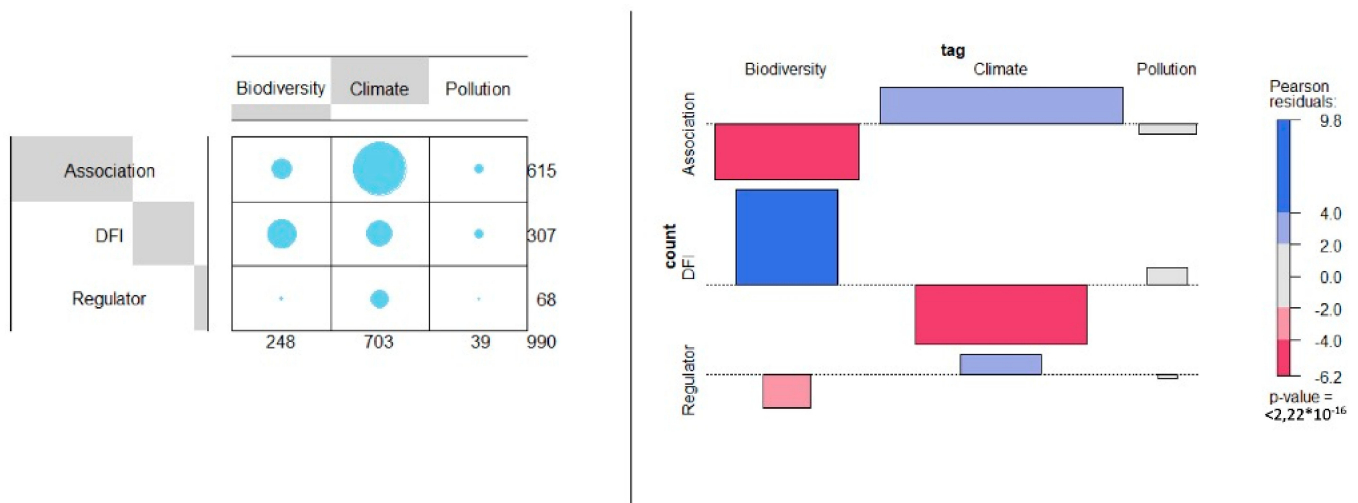 Biodiversity Climate Pollution
Association 615
DFI 307
Regulator 68
248 703 39 990
tag
Biodiversity Climate Pollution
count
Association
DFI
Regulator
Pearson
residuals:
9.8
4.0
2.0
0.0
-2.0
-4.0
-6.2
p-value =
<2,22*10⁻¹⁶